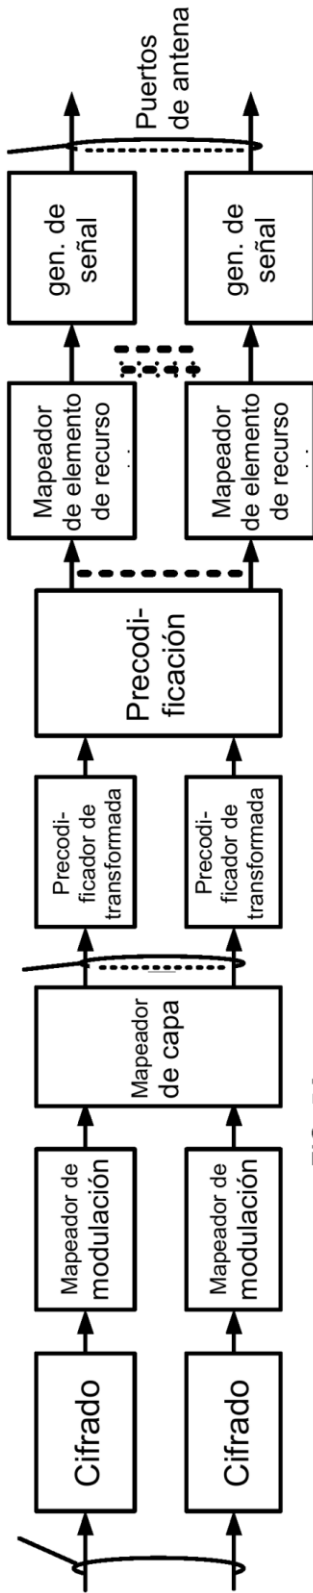 Cifrado
Cifrado
Mapeador de
modulación
Mapeador de
modulación
Mapeador
de capa
Precodi-
ficador de
transformada
Precodi-
ficador de
transformada
Precodi-
ficación
Mapeador
de elemento
de recurso
Mapeador
de elemento
de recurso
gen. de
señal
gen. de
señal
Puertos
de antena